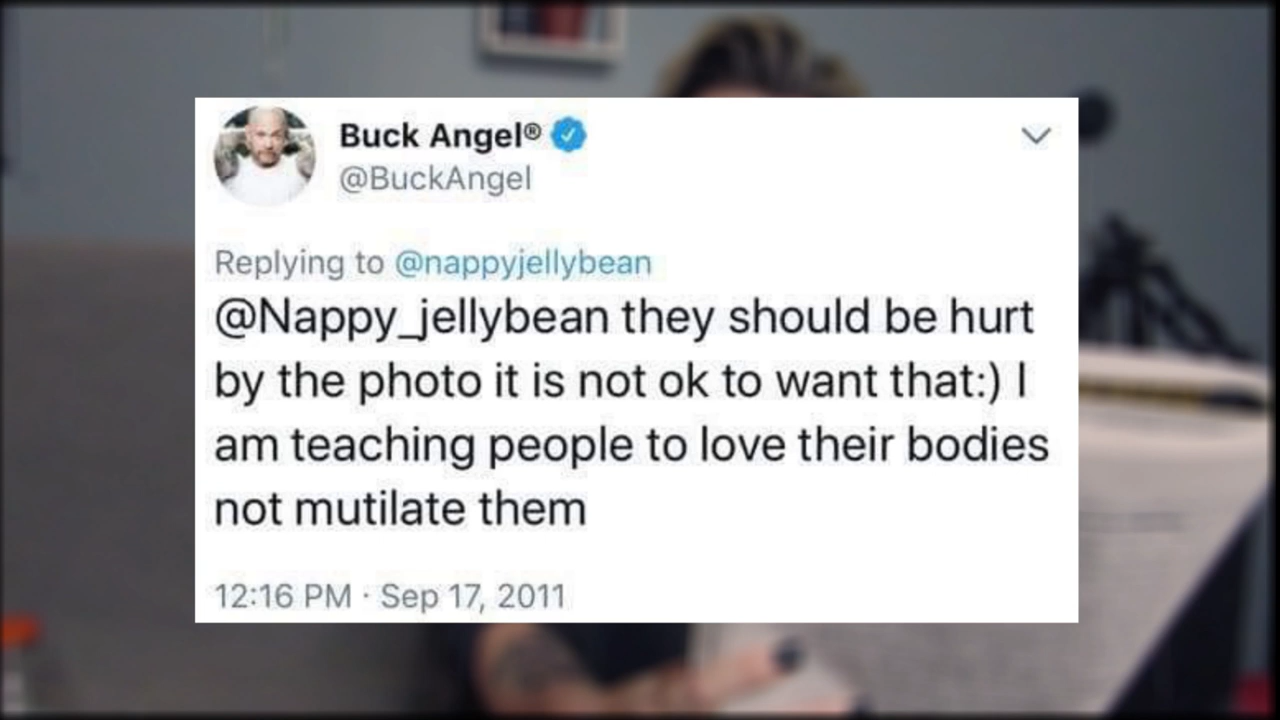 Buck Angel®
@BuckAngel
Replying to @nappyjellybean
@Nappy_jellybean they should be hurt
by the photo it is not ok to want that:) I
am teaching people to love their bodies
not mutilate them
12:16 PM · Sep 17, 2011